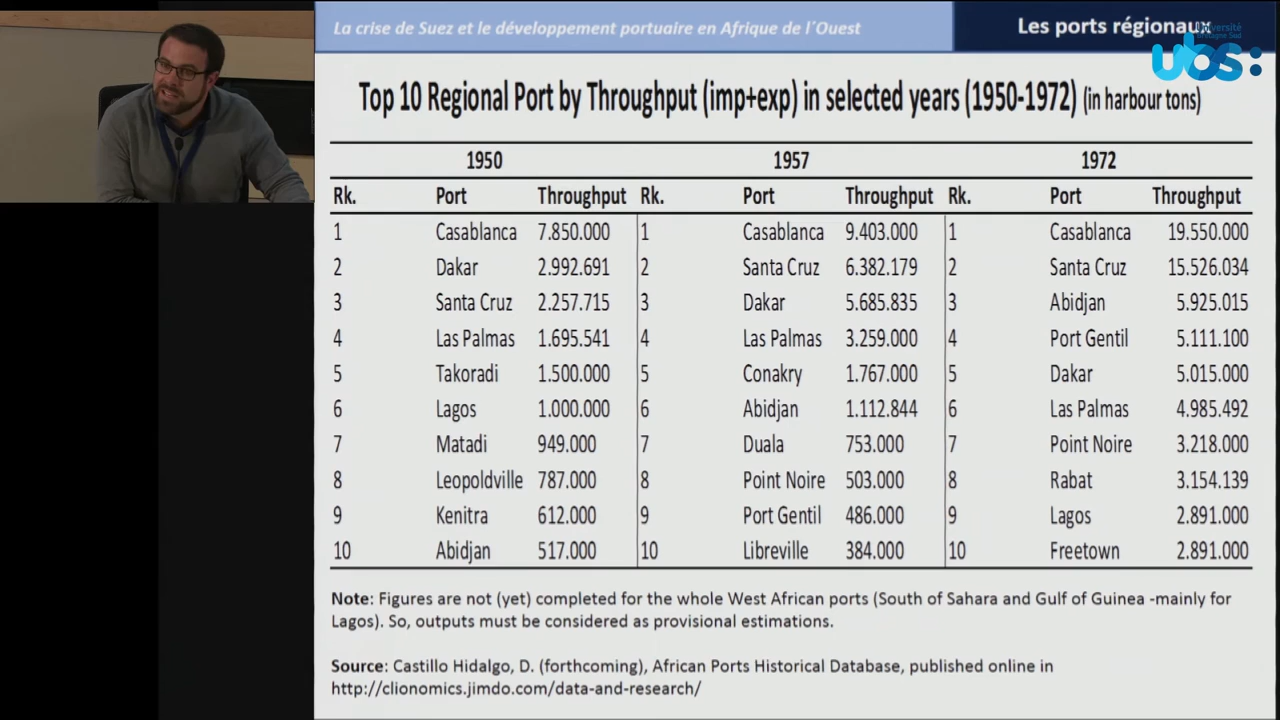 La crise de Suez et le développement portuaire en Afrique de l´Ouest
Les ports régionaux
Université
Bretagne Sud
ubs:
Top 10 Regional Port by Throughput (imp+exp) in selected years (1950-1972) (in harbour tons)
1950 1957 1972
Rk. Port Throughput Rk. Port Throughput Rk. Port Throughput
1 Casablanca 7.850.000 1 Casablanca 9.403.000 1 Casablanca 19.550.000
2 Dakar 2.992.691 2 Santa Cruz 6.382.179 2 Santa Cruz 15.526.034
3 Santa Cruz 2.257.715 3 Dakar 5.685.835 3 Abidjan 5.925.015
4 Las Palmas 1.695.541 4 Las Palmas 3.259.000 4 Port Gentil 5.111.100
5 Takoradi 1.500.000 5 Conakry 1.767.000 5 Dakar 5.015.000
6 Lagos 1.000.000 6 Abidjan 1.112.844 6 Las Palmas 4.985.492
7 Matadi 949.000 7 Duala 753.000 7 Point Noire 3.218.000
8 Leopoldville 787.000 8 Point Noire 503.000 8 Rabat 3.154.139
9 Kenitra 612.000 9 Port Gentil 486.000 9 Lagos 2.891.000
10 Abidjan 517.000 10 Libreville 384.000 10 Freetown 2.891.000
Note: Figures are not (yet) completed for the whole West African ports (South of Sahara and Gulf of Guinea -mainly for
Lagos). So, outputs must be considered as provisional estimations.
Source: Castillo Hidalgo, D. (forthcoming), African Ports Historical Database, published online in
http://clionomics.jimdo.com/data-and-research/